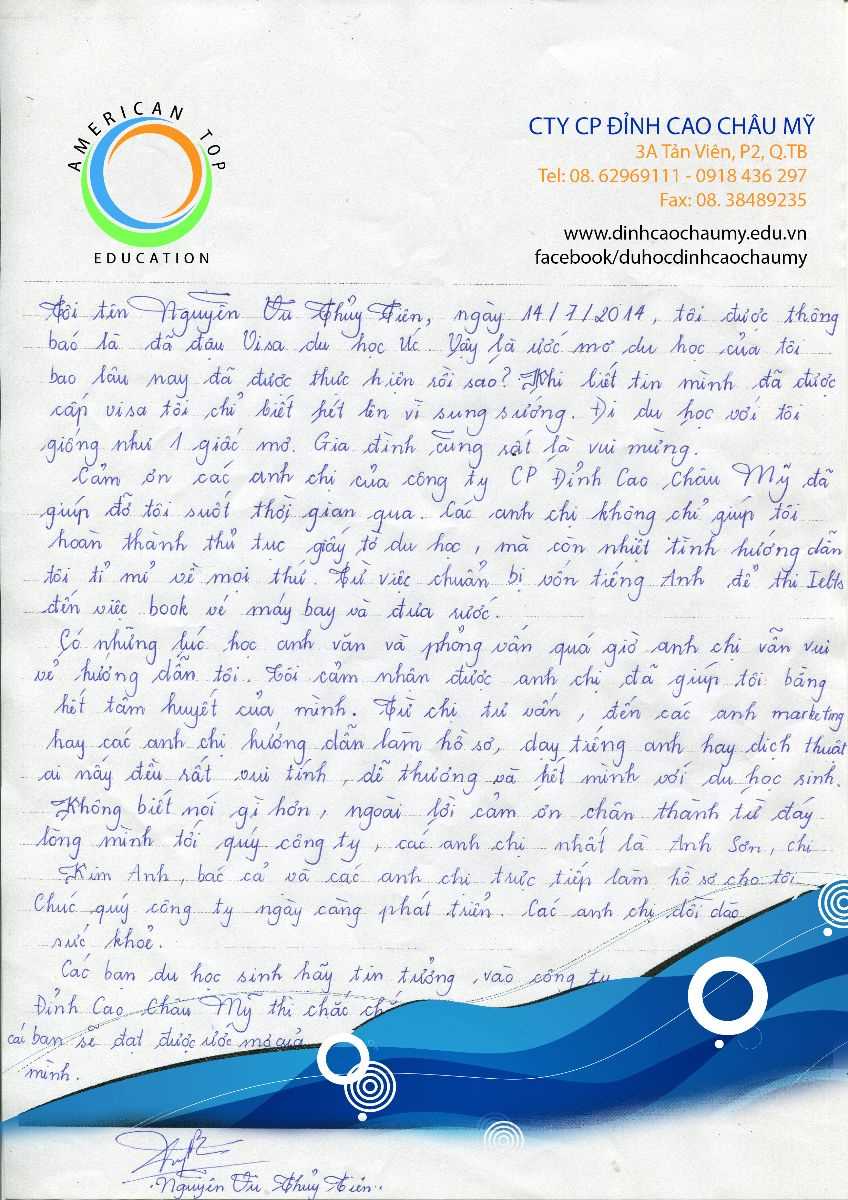 AMERICAN TOP
EDUCATION
CTY CP ĐỈNH CAO CHÂU MỸ
3A Tản Viên, P2, Q.TB
Tel: 08. 62969111 - 0918 436 297
Fax: 08. 38489235
www.dinhcaochaumy.edu.vn
facebook/duhocdinhcaochaumy
Tôi tên Nguyễn Vũ Thủy Tiên, ngày 14/7/2014, tôi được thông
baó là đã đâu Visa du học Úc Vậy là ước mơ du học của tôi
bao lâu nay đã được thưc hiện rồi sao? Khi biết tin mình đã được
cấp visa tôi chỉ biết hét lên vì sung sướng. Đi du học với tôi
giống như 1 giấc mơ. Gia đình cũng rất là vui mừng.
Cảm ơn các anh chị của công ty CP Đỉnh Cao Châu Mỹ đã
giúp đỡ tôi suốt thời gian qua. Các anh chị không chỉ giúp tôi
hoàn thành thủ tục giấy tờ du học, mà còn nhiệt tình hướng dẫn
tôi tỉ mỉ về mọi thứ. Từ việc chuẩn bị vốn tiếng Anh để thi Ielts
đến việc book vé máy bay và đưa rước.
Có những lúc học anh văn và phỏng vấn quá giờ anh chị vẫn vui
vẻ hướng dẫn tôi. Tôi cảm nhận được anh chị đã giúp tôi bằng
hết tâm huyết của mình. Từ chị tư vấn, đến các anh marketing
hay các anh chị hướng dẫn làm hồ sơ, dạy tiếng anh hay dịch thuật
ai nấy đều rất vui tính, dễ thương và hết mình với du học sinh.
Không biết nói gì hơn, ngoài lời cảm ơn chân thành từ đáy
lòng mình tới quý công ty, các anh chị nhất là Anh Sơn, chị
Kim Anh, bác cả và các anh chị trực tiếp làm hồ sơ cho tôi
Chúc quý công ty ngày càng phát triển. Các anh chị dồi dào
sức khoẻ.
Các bạn du học sinh hãy tin tưởng vào công ty
Đỉnh Cao Châu Mỹ thì chắc
các bạn sẽ đạt được ước mơ của
mình.
Nguyễn Vũ Thủy Tiên